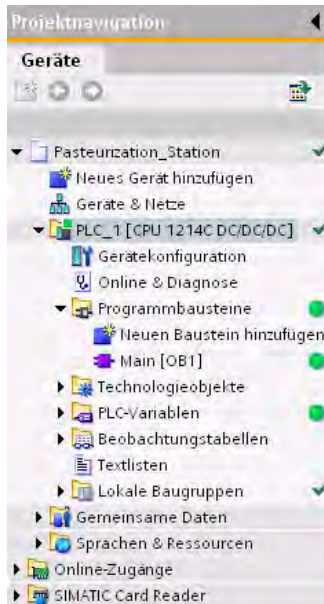 Projektnavigation
Geräte
Pasteurization_Station
Neues Gerät hinzufügen
Geräte & Netze
PLC_1 [CPU 1214C DC/DC/DC]
Gerätekonfiguration
Online & Diagnose
Programmbausteine
Neuen Baustein hinzufügen
Main [OB1]
Technologieobjekte
PLC-Variablen
Beobachtungstabellen
Textlisten
Lokale Baugruppen
Gemeinsame Daten
Sprachen & Ressourcen
Online-Zugänge
SIMATIC Card Reader